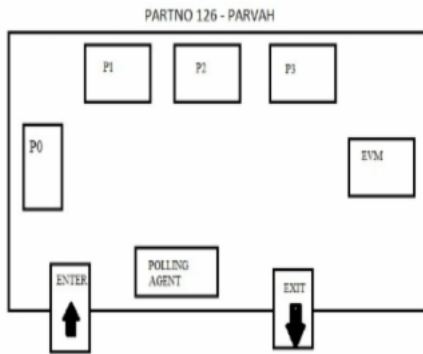 PARTNO 126 - PARVAH
P1
P2
P3
P0
EVM
POLLING
AGENT
ENTER
EXIT